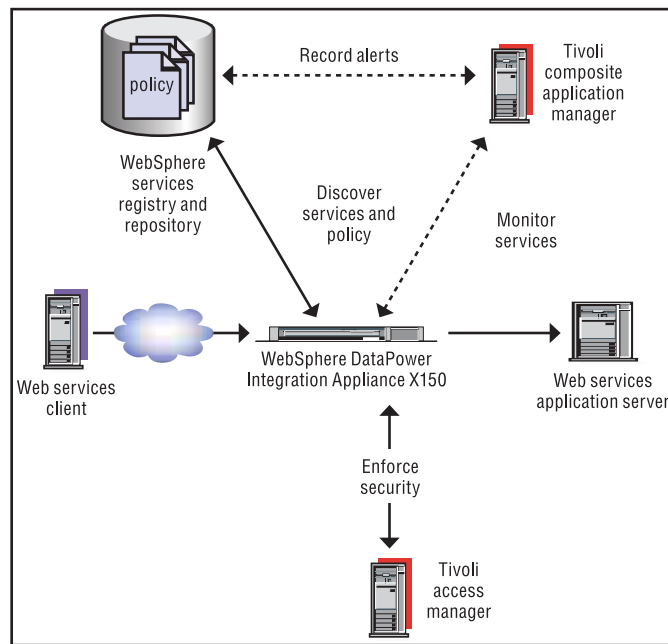 policy
Record alerts
Tivoli
composite
application
manager
WebSphere
services
registry and
repository
Discover
services and
policy
Monitor
services
Web services
client
WebSphere DataPower
Integration Appliance X150
Web services
application server
Enforce
security
Tivoli
access
manager